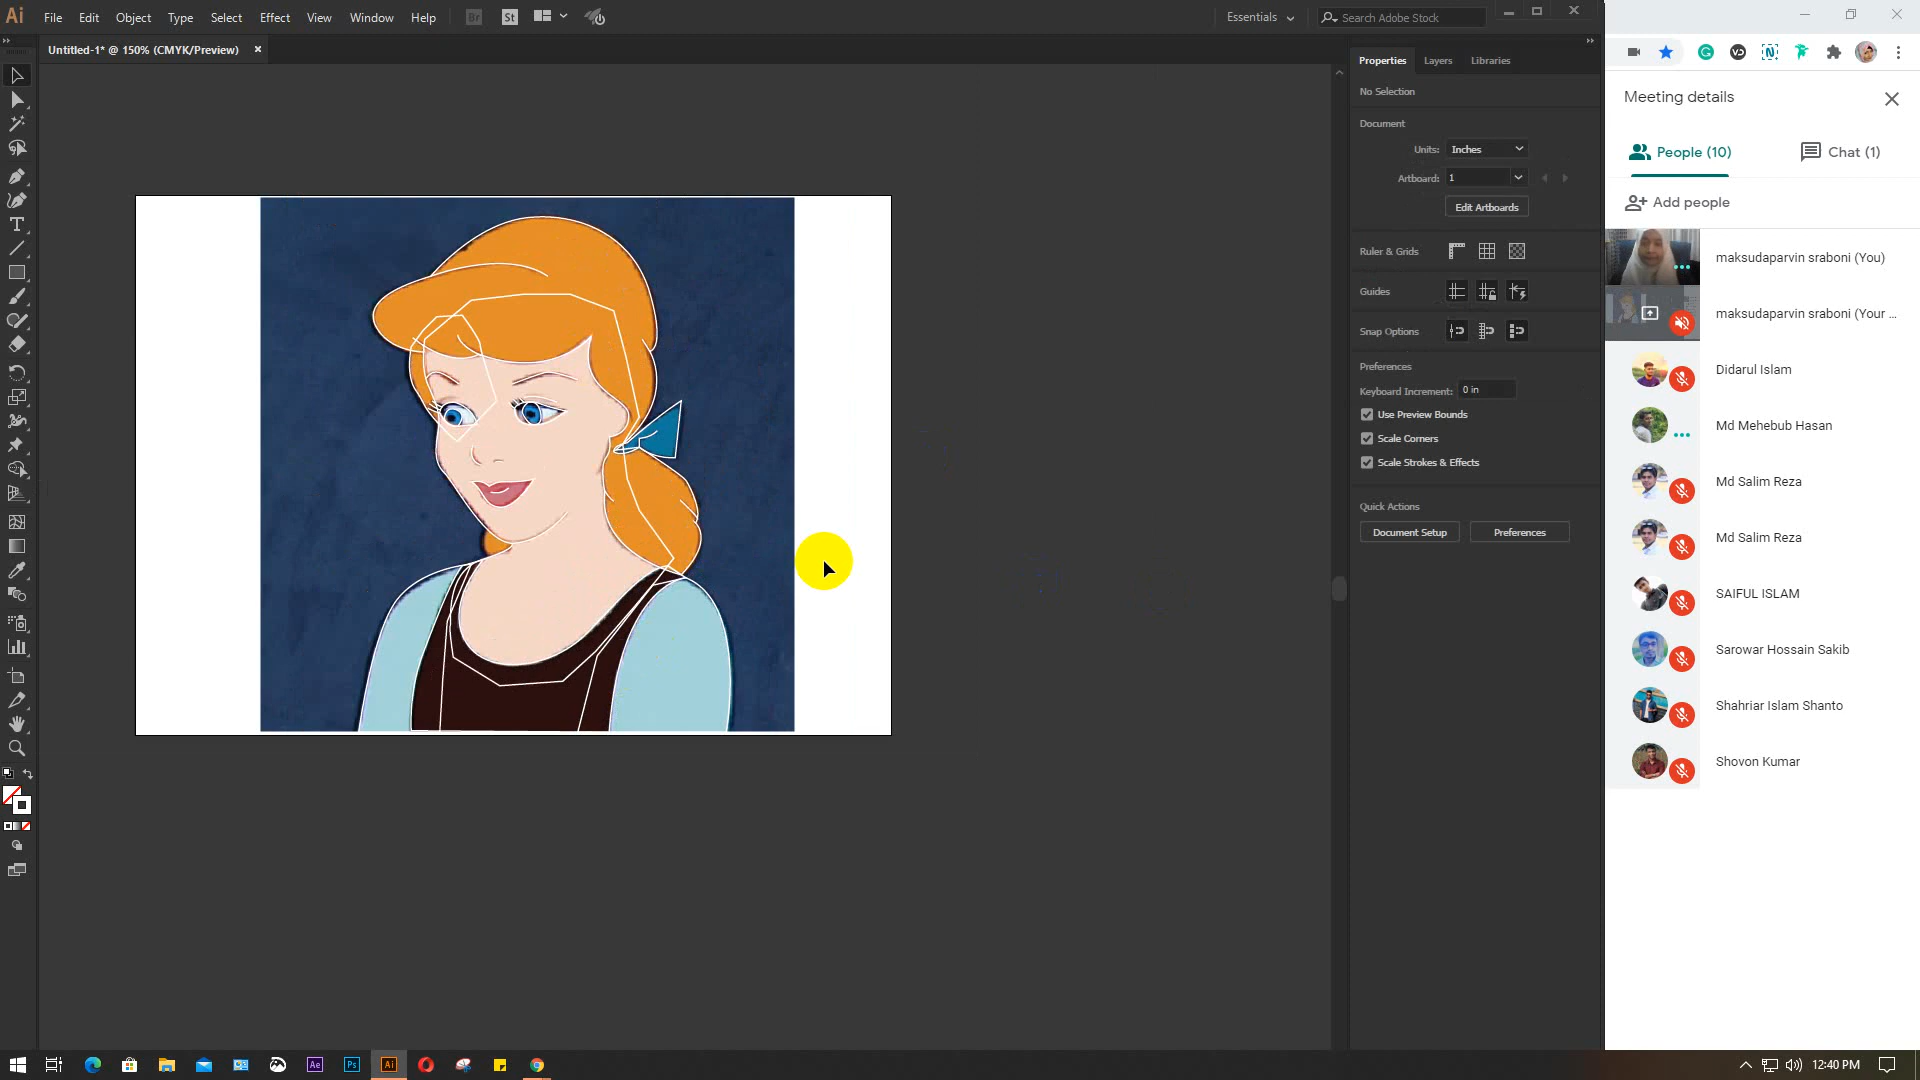 Ai File Edit Object Type Select Effect View Window Help Br St Essentials Search Adobe Stock
Untitled-1* @ 150% (CMYK/Preview) ×
Properties Layers Libraries
No Selection
Document
Units: Inches
Artboard: 1
Edit Artboards
Ruler & Grids
Guides
Snap Options
Preferences
Keyboard Increment: 0 in
Use Preview Bounds
Scale Corners
Scale Strokes & Effects
Quick Actions
Document Setup Preferences
Meeting details
People (10) Chat (1)
Add people
maksudaparvin sraboni (You)
maksudaparvin sraboni (Your ...
Didarul Islam
Md Mehebub Hasan
Md Salim Reza
Md Salim Reza
SAIFUL ISLAM
Sarowar Hossain Sakib
Shahriar Islam Shanto
Shovon Kumar
Ae Ps Ai 12:40 PM